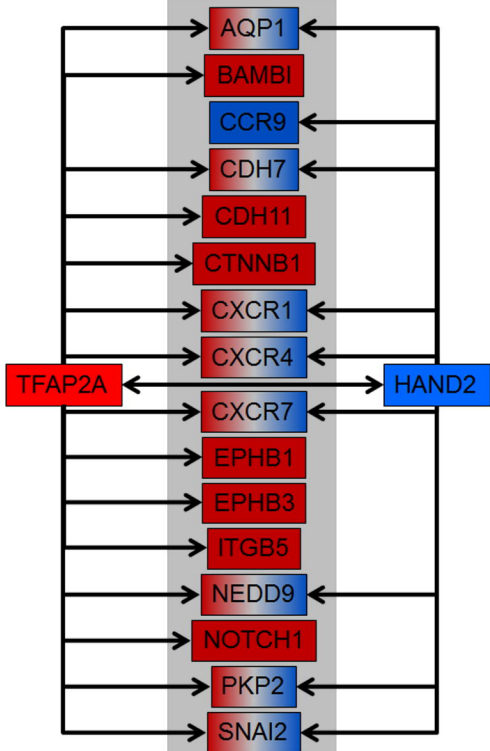 AQP1
BAMBI
CCR9
CDH7
CDH11
CTNNB1
CXCR1
CXCR4
TFAP2A
HAND2
CXCR7
EPHB1
EPHB3
ITGB5
NEDD9
NOTCH1
PKP2
SNAI2